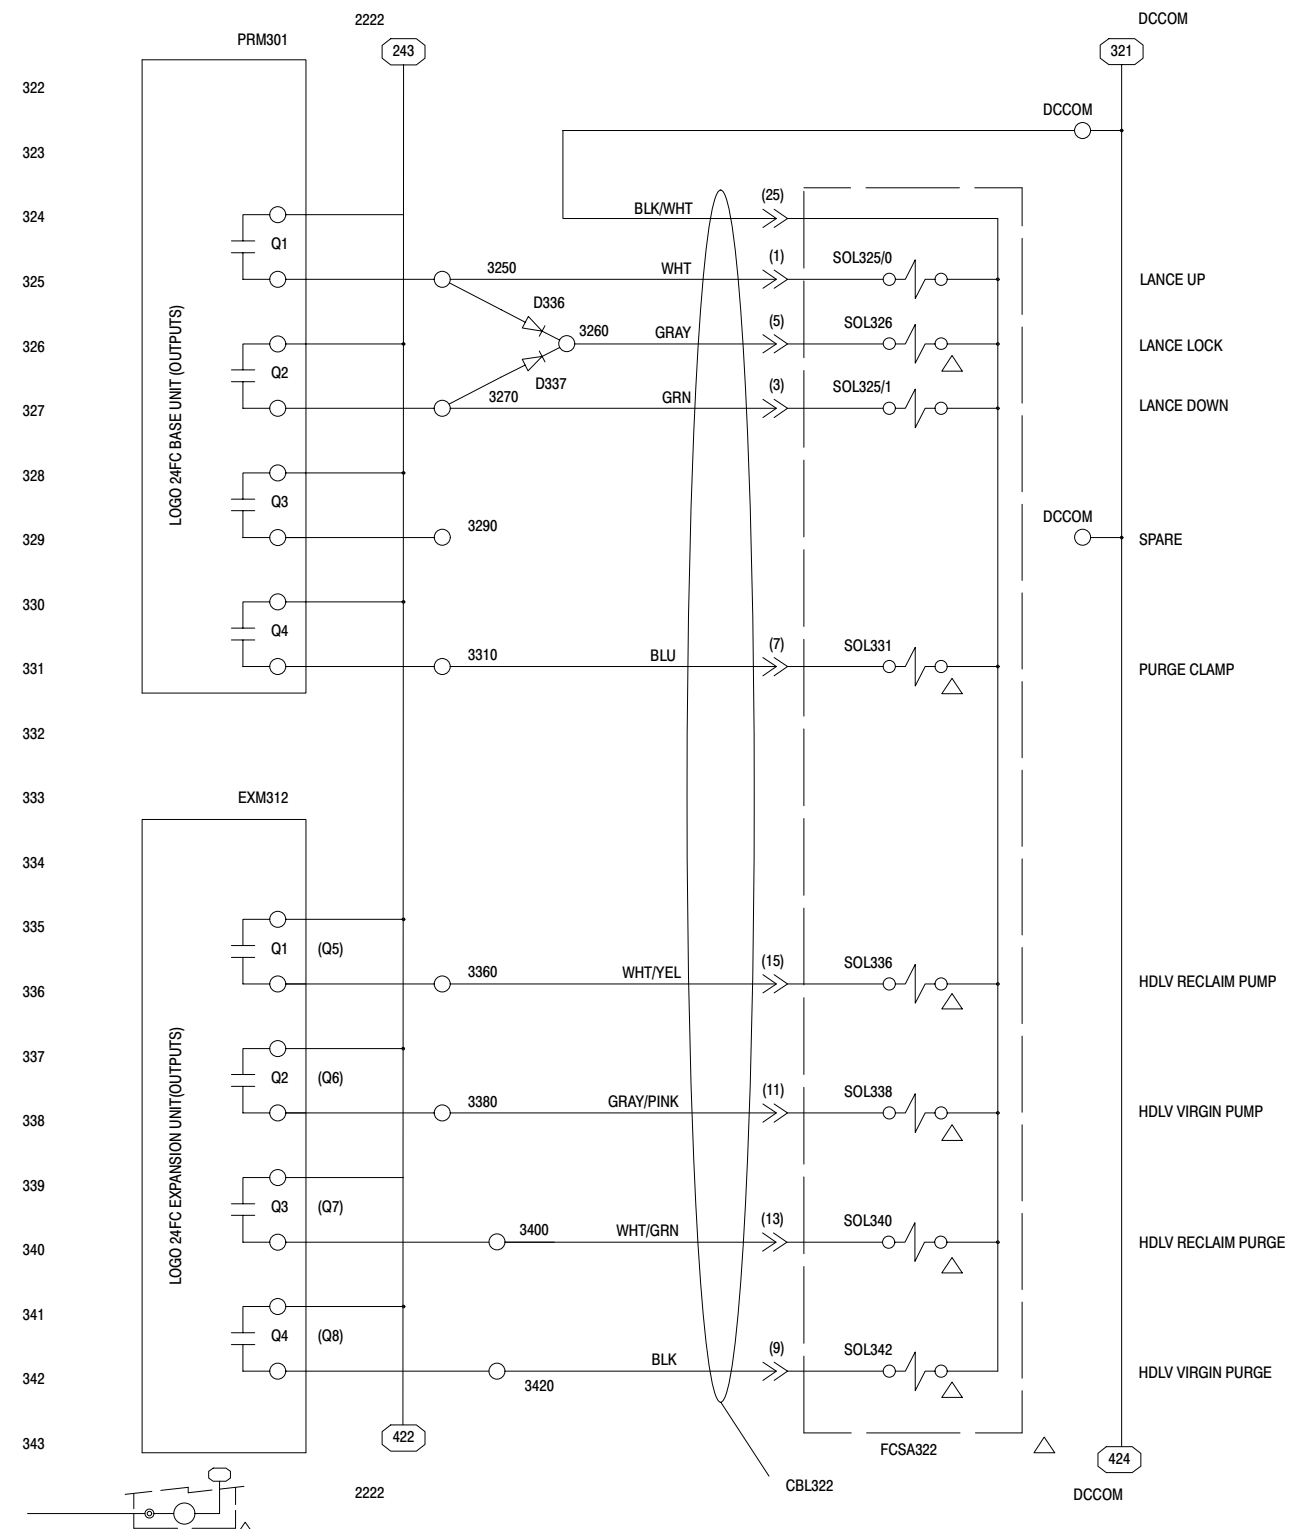 2222
DCCOM
PRM301
243
321
322
DCCOM
323
BLK/WHT
(25)
324
Q1
3250
WHT
(1)
SOL325/0
325
LANCE UP
D336
3260
GRAY
(5)
SOL326
326
LANCE LOCK
Q2
D337
3270
GRN
(3)
SOL325/1
327
LANCE DOWN
LOGO 24FC BASE UNIT (OUTPUTS)
328
Q3
3290
DCCOM
329
SPARE
330
Q4
3310
BLU
(7)
SOL331
331
PURGE CLAMP
332
333
EXM312
334
335
Q1
(Q5)
3360
WHT/YEL
(15)
SOL336
336
HDLV RECLAIM PUMP
337
Q2
(Q6)
3380
GRAY/PINK
(11)
SOL338
338
HDLV VIRGIN PUMP
LOGO 24FC EXPANSION UNIT(OUTPUTS)
339
Q3
(Q7)
3400
WHT/GRN
(13)
SOL340
340
HDLV RECLAIM PURGE
341
Q4
(Q8)
BLK
(9)
SOL342
342
3420
HDLV VIRGIN PURGE
343
422
FCSA322
424
CBL322
2222
DCCOM